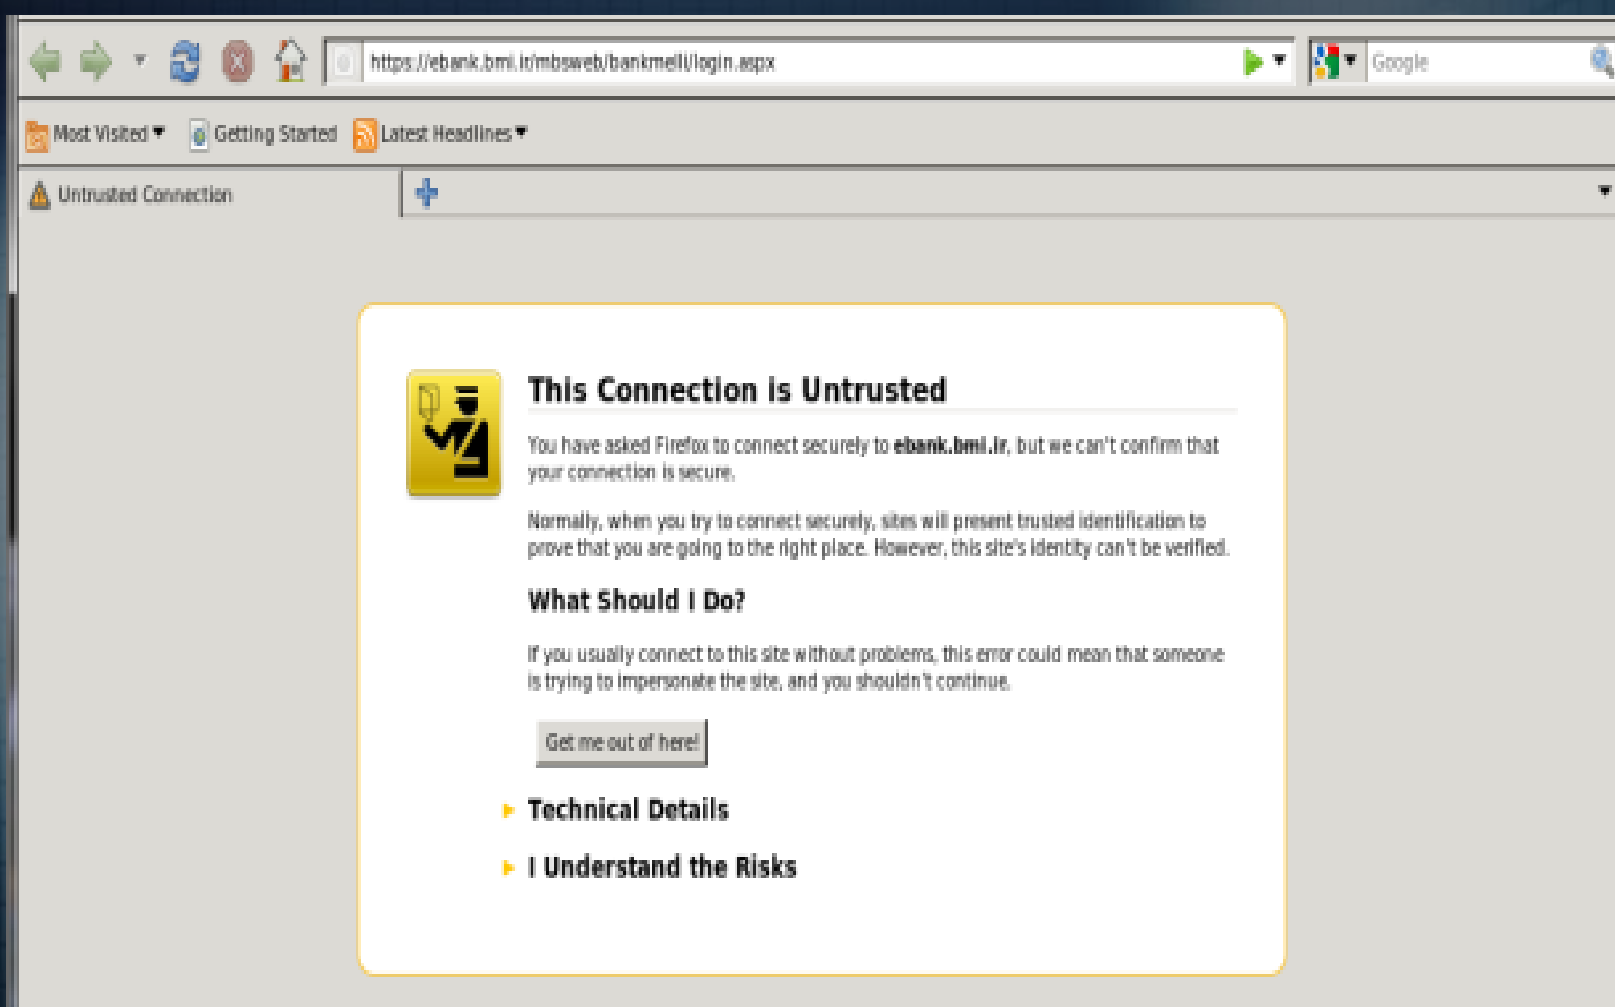 https://ebank.bmi.ir/mbsweb/bankmelli/login.aspx
Google
Most Visited
Getting Started
Latest Headlines
Untrusted Connection
This Connection is Untrusted
You have asked Firefox to connect securely to ebank.bmi.ir, but we can't confirm that
your connection is secure.
Normally, when you try to connect securely, sites will present trusted identification to
prove that you are going to the right place. However, this site's identity can't be verified.
What Should I Do?
If you usually connect to this site without problems, this error could mean that someone
is trying to impersonate the site, and you shouldn't continue.
Get me out of here!
Technical Details
I Understand the Risks